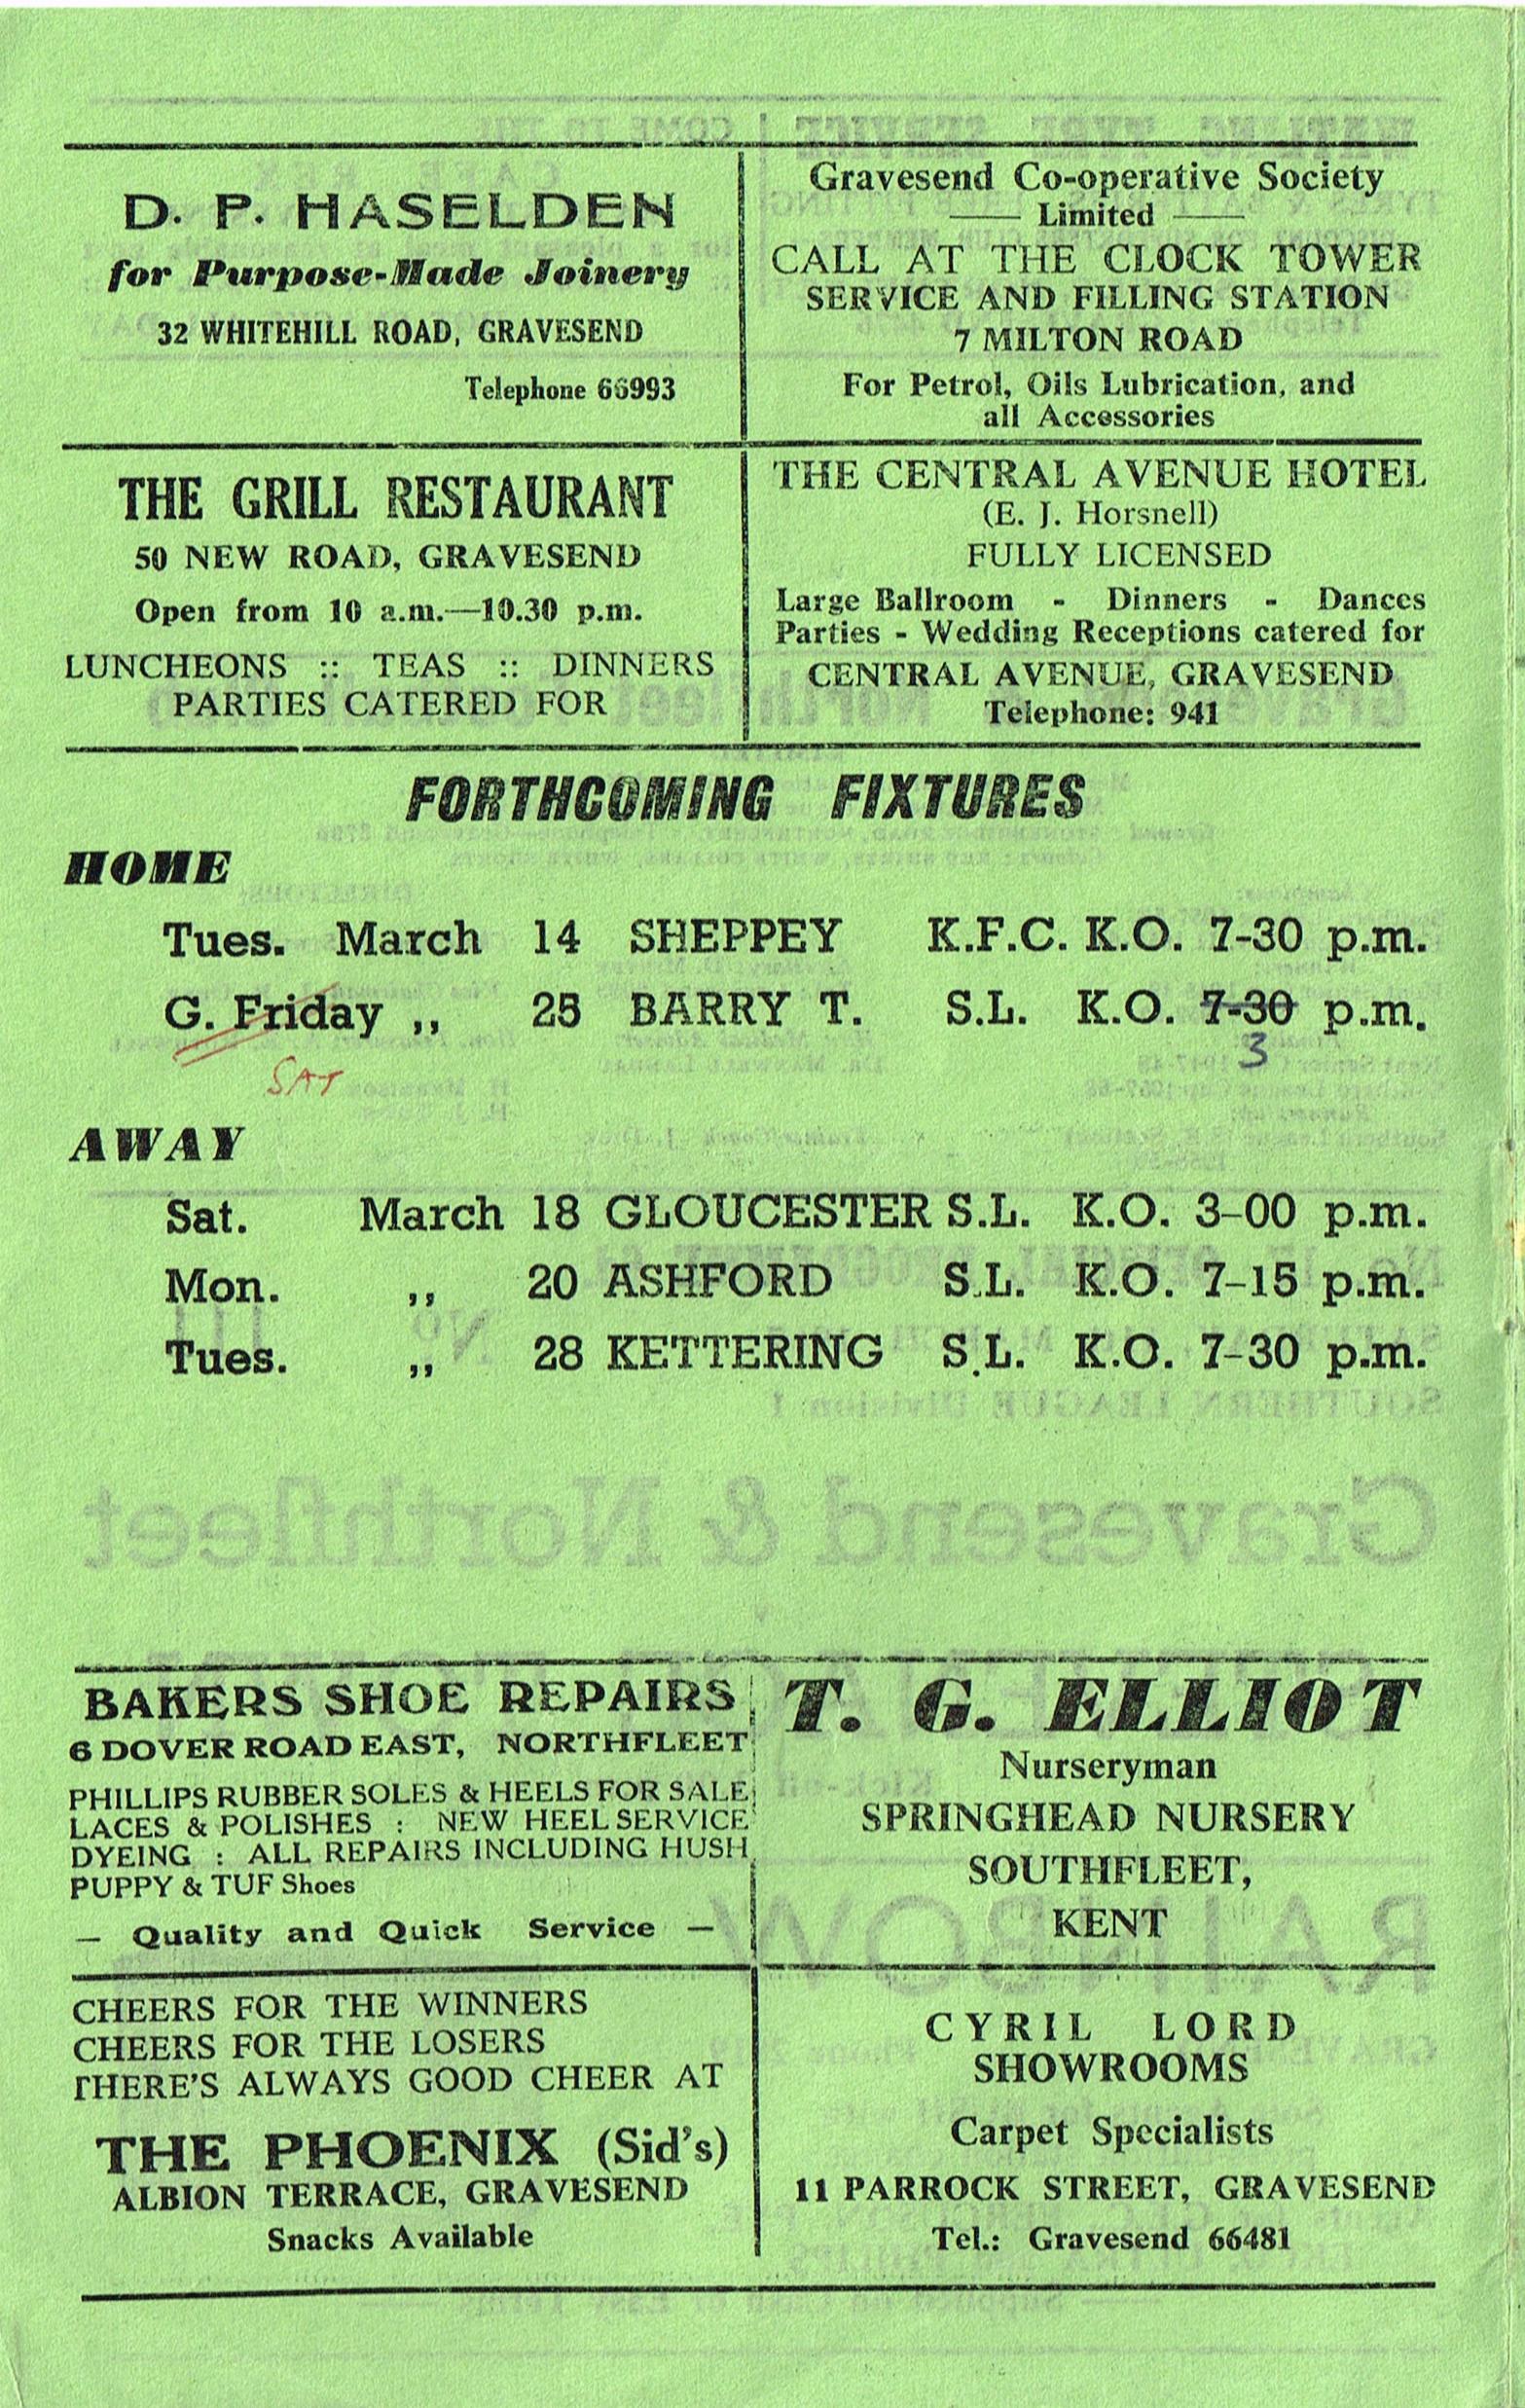 D. P. HASELDEN
for Purpose-Made Joinery
32 WHITEHILL ROAD, GRAVESEND
Telephone 66993
Gravesend Co-operative Society
Limited
CALL AT THE CLOCK TOWER
SERVICE AND FILLING STATION
7 MILTON ROAD
For Petrol, Oils Lubrication, and
all Accessories
THE GRILL RESTAURANT
50 NEW ROAD, GRAVESEND
Open from 10 a.m.—10.30 p.m.
LUNCHEONS :: TEAS :: DINNERS
PARTIES CATERED FOR
THE CENTRAL AVENUE HOTEL
(E. J. Horsnell)
FULLY LICENSED
Large Ballroom - Dinners - Dances
Parties - Wedding Receptions catered for
CENTRAL AVENUE, GRAVESEND
Telephone: 941
FORTHCOMING FIXTURES
HOME
Tues. March 14 SHEPPEY K.F.C. K.O. 7-30 p.m.
G. Friday ,, 25 BARRY T. S.L. K.O. 7-30 p.m.
SAT 3
AWAY
Sat. March 18 GLOUCESTER S.L. K.O. 3-00 p.m.
Mon. ,, 20 ASHFORD S.L. K.O. 7-15 p.m.
Tues. ,, 28 KETTERING S.L. K.O. 7-30 p.m.
BAKERS SHOE REPAIRS
6 DOVER ROAD EAST, NORTHFLEET
PHILLIPS RUBBER SOLES & HEELS FOR SALE
LACES & POLISHES : NEW HEEL SERVICE
DYEING : ALL REPAIRS INCLUDING HUSH
PUPPY & TUF Shoes
— Quality and Quick Service —
T. G. ELLIOT
Nurseryman
SPRINGHEAD NURSERY
SOUTHFLEET,
KENT
CHEERS FOR THE WINNERS
CHEERS FOR THE LOSERS
THERE'S ALWAYS GOOD CHEER AT
THE PHOENIX (Sid's)
ALBION TERRACE, GRAVESEND
Snacks Available
CYRIL LORD
SHOWROOMS
Carpet Specialists
11 PARROCK STREET, GRAVESEND
Tel.: Gravesend 66481